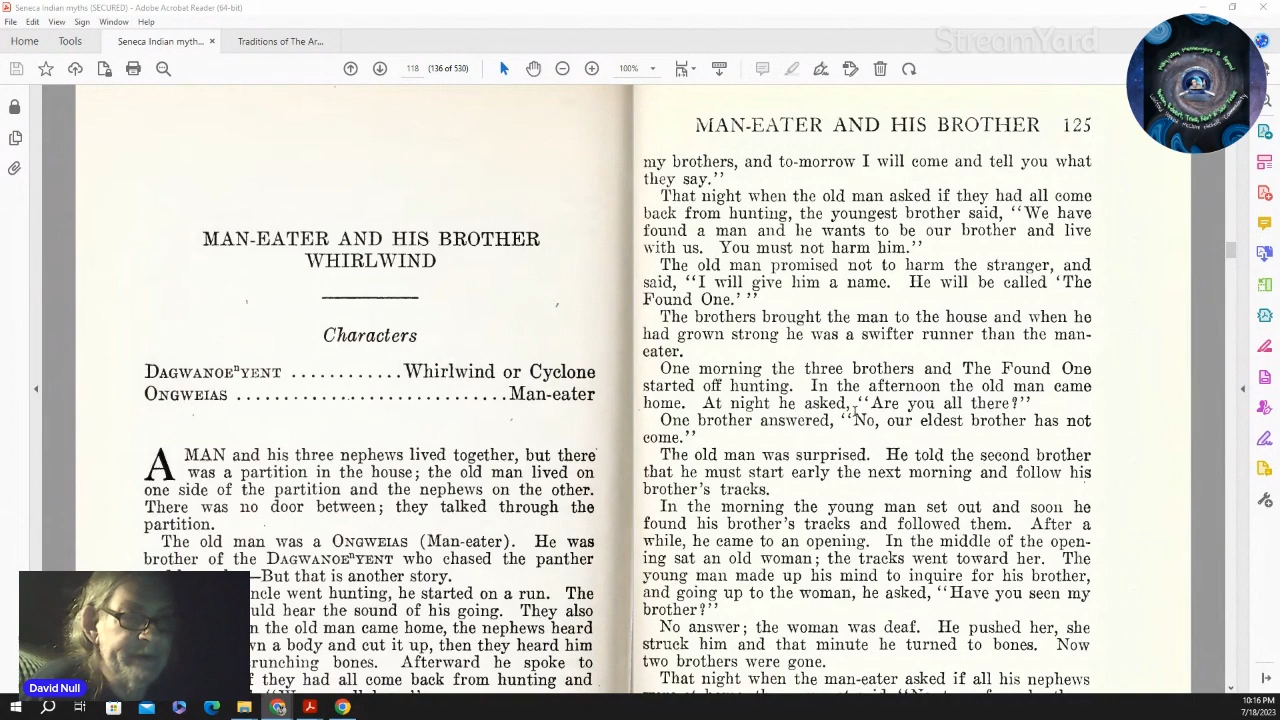 Seneca Indian myths (SECURED) - Adobe Acrobat Reader (64-bit)
File Edit View Sign Window Help
StreamYard
Home Tools Seneca Indian myth... × Traditions of The Ar...
118 (136 of 530) 100%
MAN-EATER AND HIS BROTHER
WHIRLWIND
Characters
DAGWANOEⁿYENT ............Whirlwind or Cyclone
ONGWEIAS ................................Man-eater
A MAN and his three nephews lived together, but there
was a partition in the house; the old man lived on
one side of the partition and the nephews on the other.
There was no door between; they talked through the
partition.
The old man was a ONGWEIAS (Man-eater). He was
brother of the DAGWANOEⁿYENT who chased the panther
—But that is another story.
ncle went hunting, he started on a run. The
uld hear the sound of his going. They also
n the old man came home, the nephews heard
wn a body and cut it up, then they heard him
runching bones. Afterward he spoke to
f they had all come back from hunting and
MAN-EATER AND HIS BROTHER 125
my brothers, and to-morrow I will come and tell you what
they say.''
That night when the old man asked if they had all come
back from hunting, the youngest brother said, ''We have
found a man and he wants to be our brother and live
with us. You must not harm him.''
The old man promised not to harm the stranger, and
said, ''I will give him a name. He will be called 'The
Found One.' ''
The brothers brought the man to the house and when he
had grown strong he was a swifter runner than the man-
eater.
One morning the three brothers and The Found One
started off hunting. In the afternoon the old man came
home. At night he asked, ''Are you all there?''
One brother answered, ''No, our eldest brother has not
come.''
The old man was surprised. He told the second brother
that he must start early the next morning and follow his
brother's tracks.
In the morning the young man set out and soon he
found his brother's tracks and followed them. After a
while, he came to an opening. In the middle of the open-
ing sat an old woman; the tracks went toward her. The
young man made up his mind to inquire for his brother,
and going up to the woman, he asked, ''Have you seen my
brother?''
No answer; the woman was deaf. He pushed her, she
struck him and that minute he turned to bones. Now
two brothers were gone.
That night when the man-eater asked if all his nephews
David Null
10:16 PM
7/18/2023